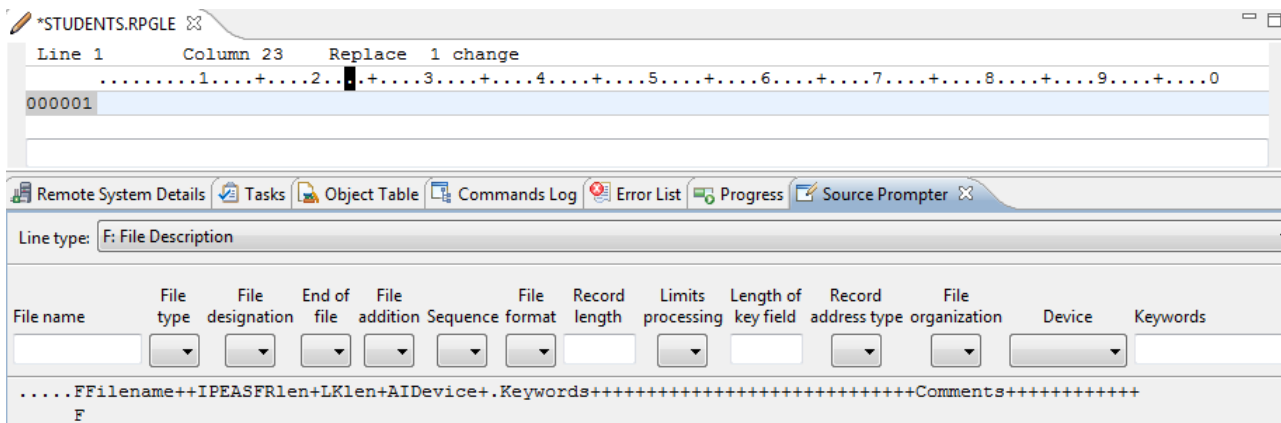 *STUDENTS.RPGLE
Line 1 Column 23 Replace 1 change
.........1....+....2....+....3....+....4....+....5....+....6....+....7....+....8....+....9....+....0
000001
Remote System Details Tasks Object Table Commands Log Error List Progress Source Prompter
Line type: F: File Description
File File End of File File Record Limits Length of Record File
File name type designation file addition Sequence format length processing key field address type organization Device Keywords
.....FFilename++IPEASFRlen+LKlen+AIDevice+.Keywords+++++++++++++++++++++++++++++Comments++++++++++++
F